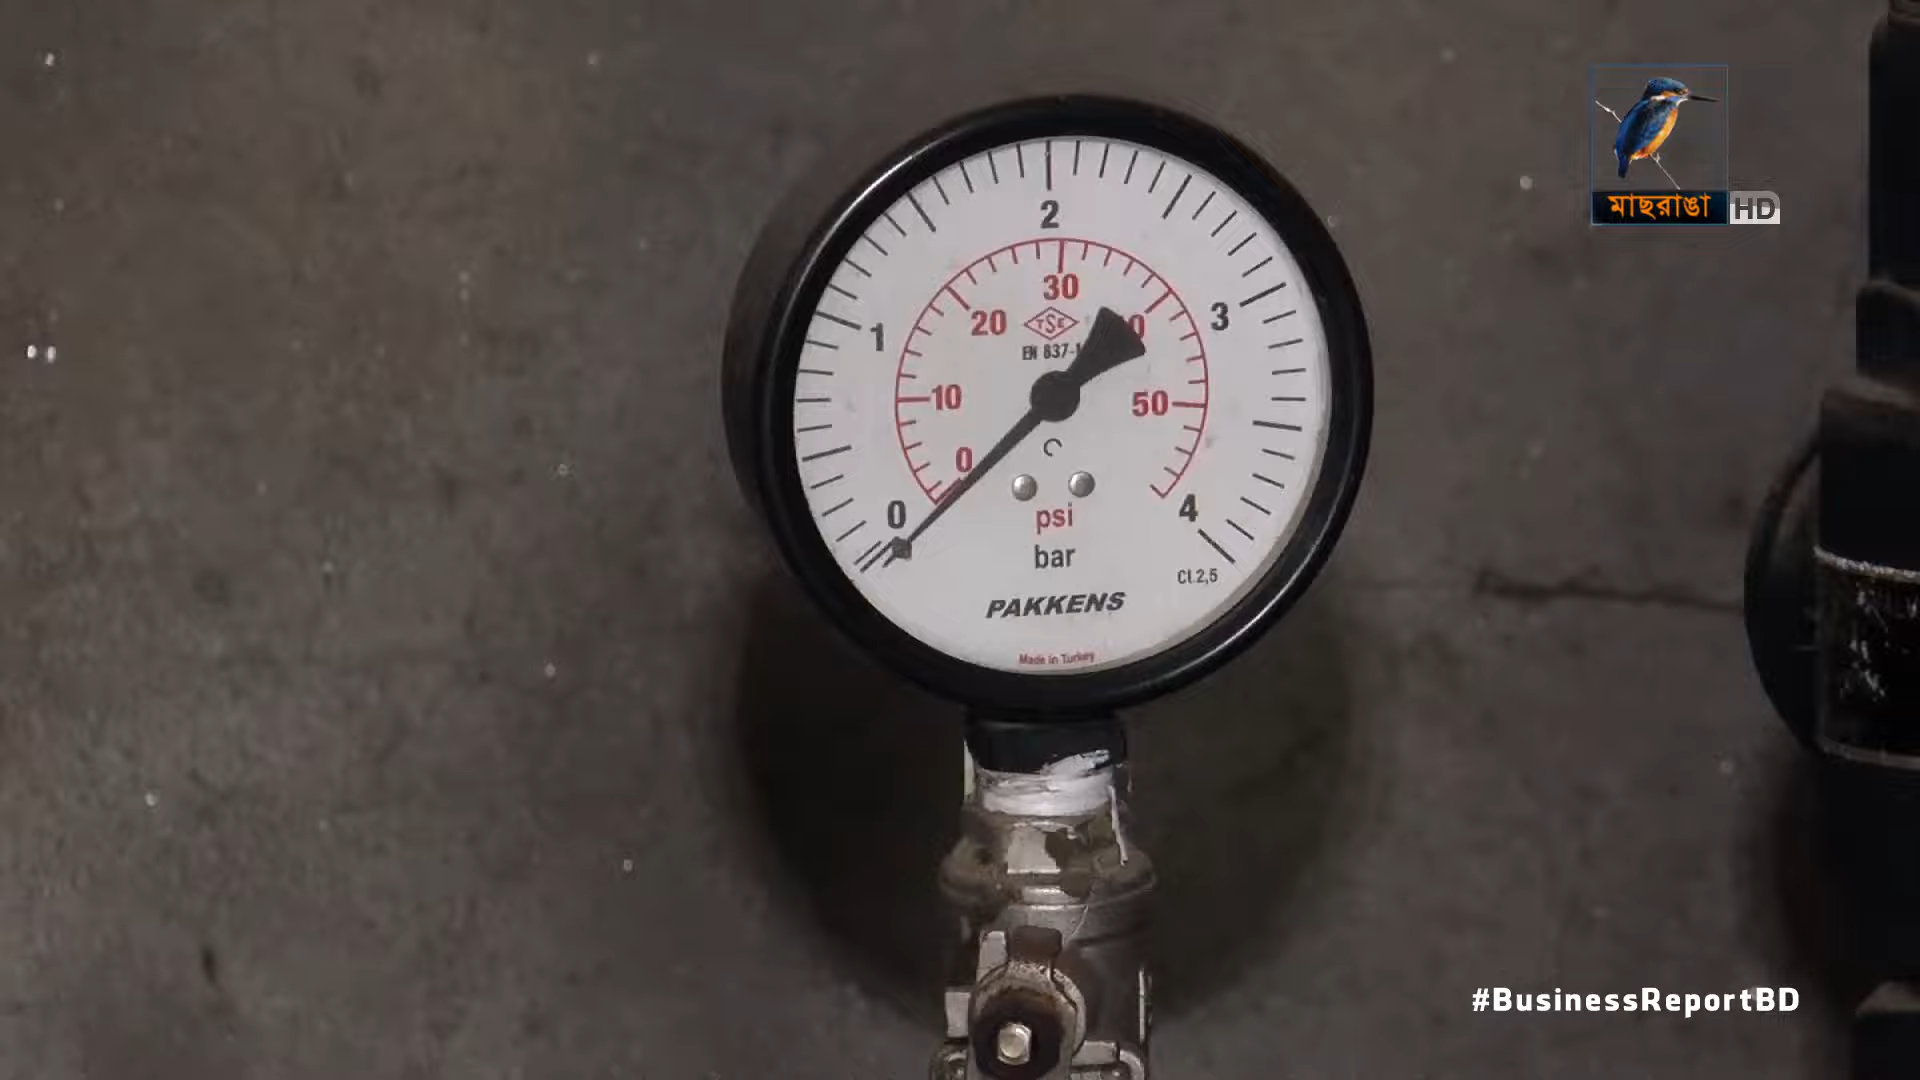 মাছরাঙা HD
2
30
20
TSE
1
3
EN 837-1
10
50
0
0
4
psi
bar
Cl.2,5
PAKKENS
Made in Turkey
#BusinessReportBD